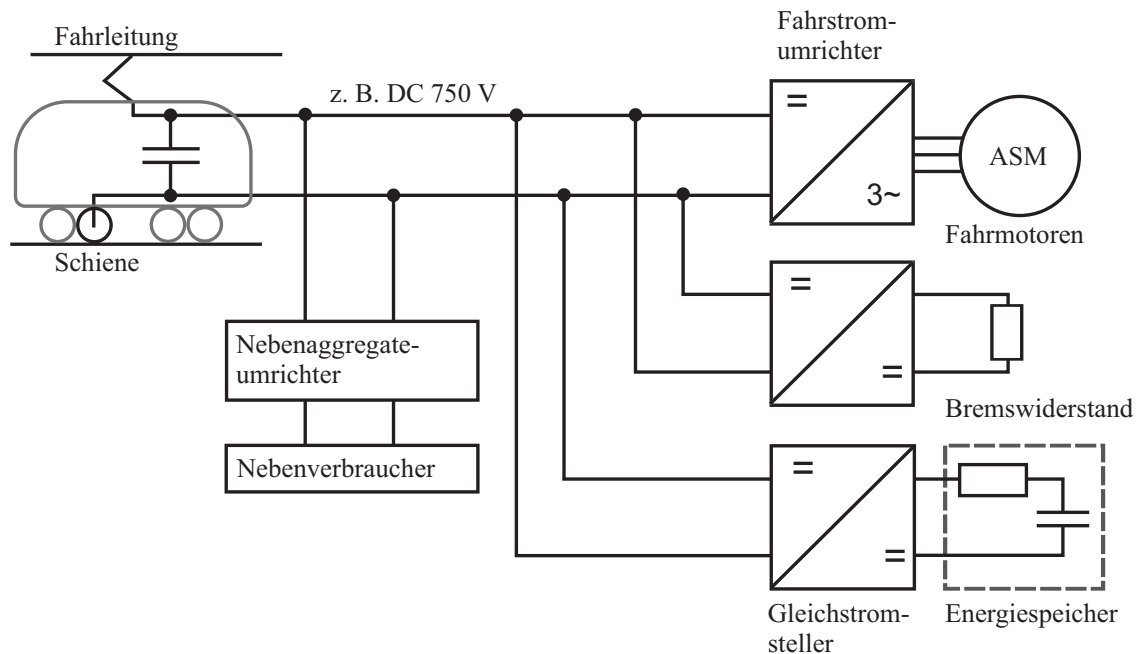 Fahrleitung
z. B. DC 750 V
Schiene
Nebenaggregate-
umrichter
Nebenverbraucher
Fahrstrom-
umrichter
=
3~
ASM
Fahrmotoren
=
=
Bremswiderstand
=
=
Gleichstrom-
steller
Energiespeicher